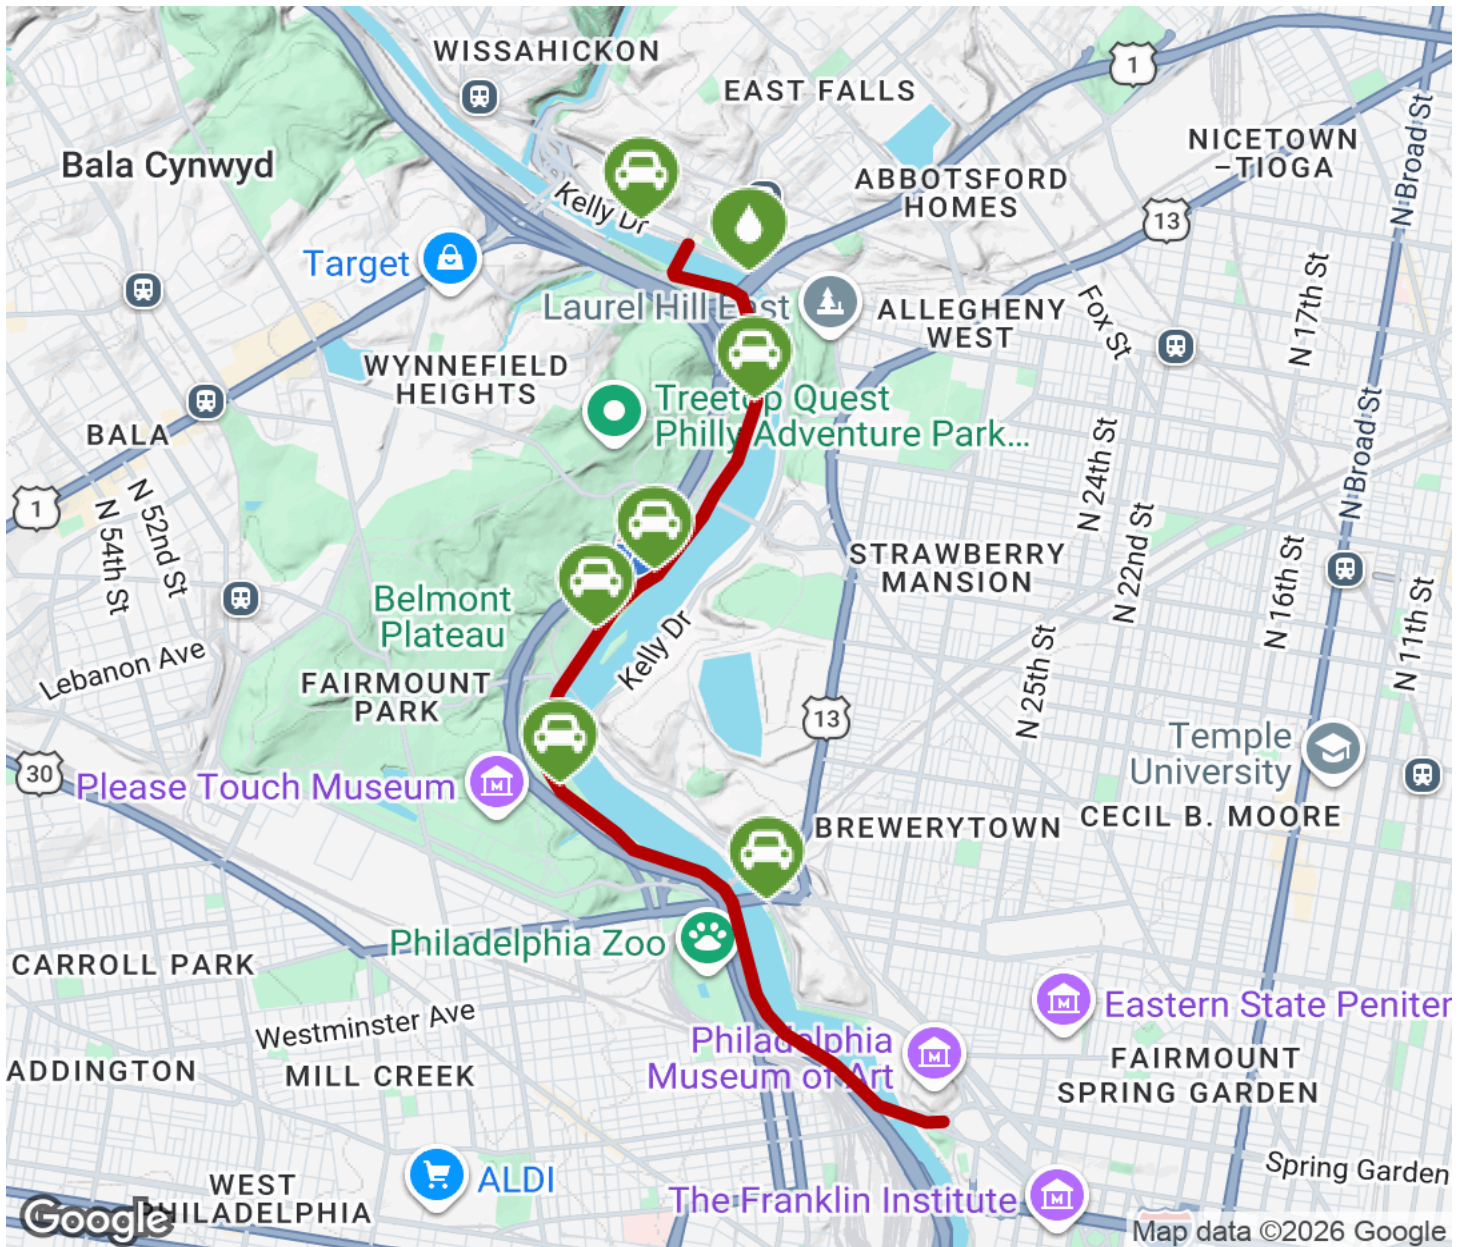 WISSAHICKON
EAST FALLS
1
NICETOWN
–TIOGA
N Broad St
Bala Cynwyd
Kelly Dr
ABBOTSFORD
HOMES
13
Target
Laurel Hill East
ALLEGHENY
WEST
Fox St
N 17th St
WYNNEFIELD
HEIGHTS
Treetop Quest
Philly Adventure Park...
BALA
N Broad St
N 24th St
1
N 52nd St
N 54th St
N 22nd St
STRAWBERRY
MANSION
N 16th St
N 11th St
Belmont
Plateau
Kelly Dr
Lebanon Ave
FAIRMOUNT
PARK
N 25th St
13
Temple
University
30
Please Touch Museum
CECIL B. MOORE
BREWERYTOWN
Philadelphia Zoo
CARROLL PARK
Eastern State Peniter
Westminster Ave
Philadelphia
Museum of Art
FAIRMOUNT
SPRING GARDEN
ADDINGTON
MILL CREEK
Spring Garden
ALDI
WEST
PHILADELPHIA
The Franklin Institute
Google
Map data ©2026 Google